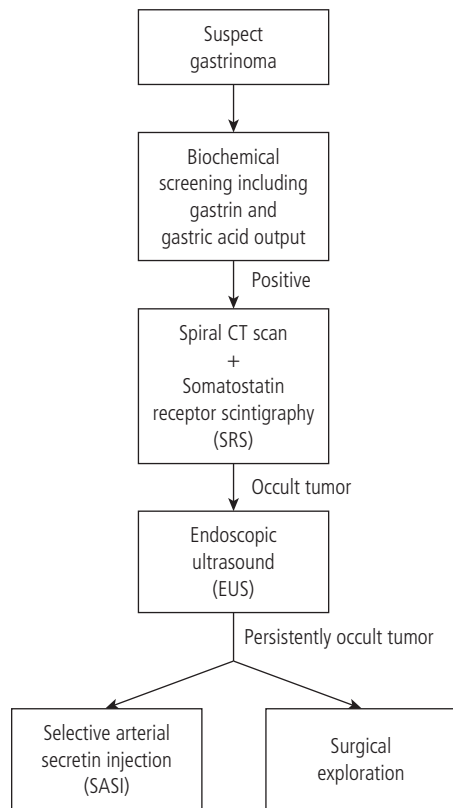 Suspect
gastrinoma
Biochemical
screening including
gastrin and
gastric acid output
Positive
Spiral CT scan
+
Somatostatin
receptor scintigraphy
(SRS)
Occult tumor
Endoscopic
ultrasound
(EUS)
Persistently occult tumor
Selective arterial
secretin injection
(SASI)
Surgical
exploration